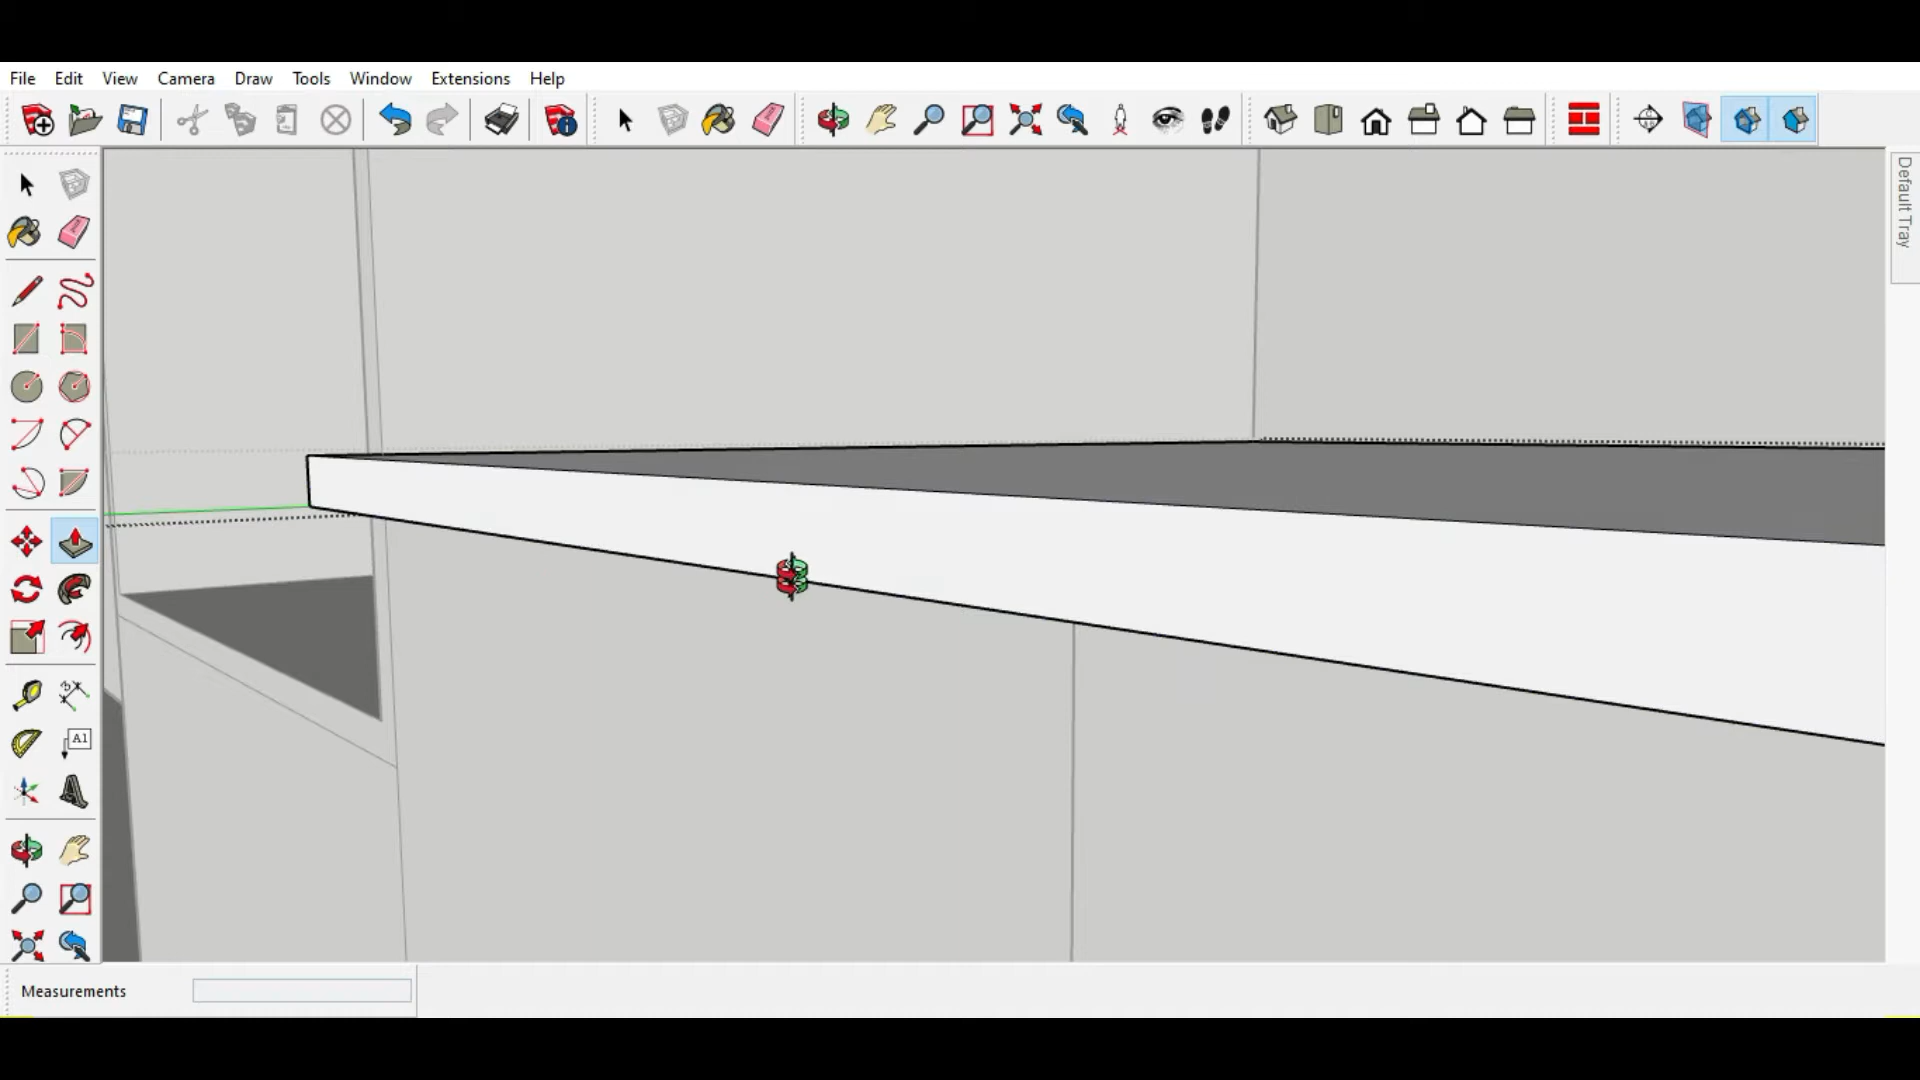 File Edit View Camera Draw Tools Window Extensions Help
Default Tray
A1
Measurements